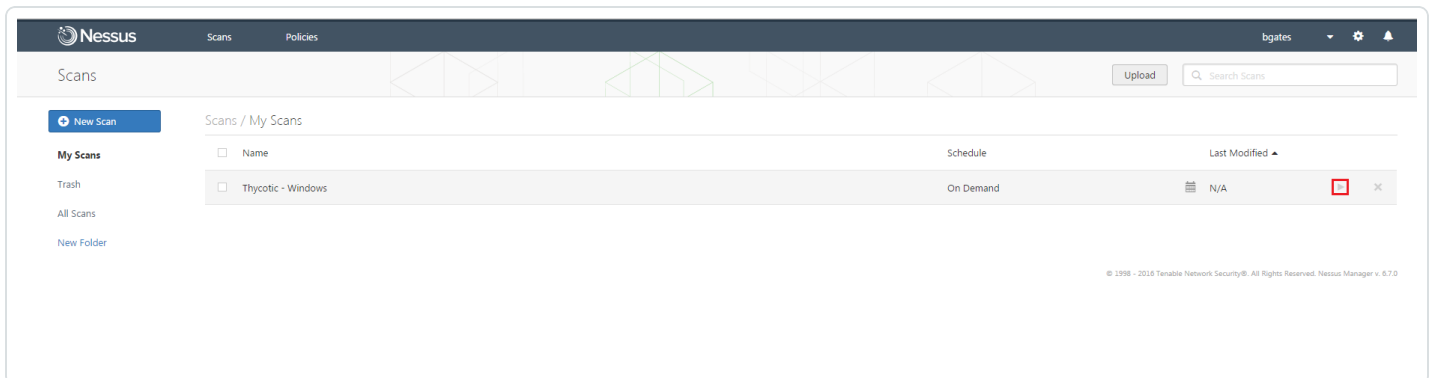 Nessus Scans Policies bgates
Scans Upload Search Scans
New Scan Scans / My Scans
My Scans Name Schedule Last Modified
Trash Thycotic - Windows On Demand N/A
All Scans
New Folder
© 1998 - 2016 Tenable Network Security®. All Rights Reserved. Nessus Manager v. 6.7.0